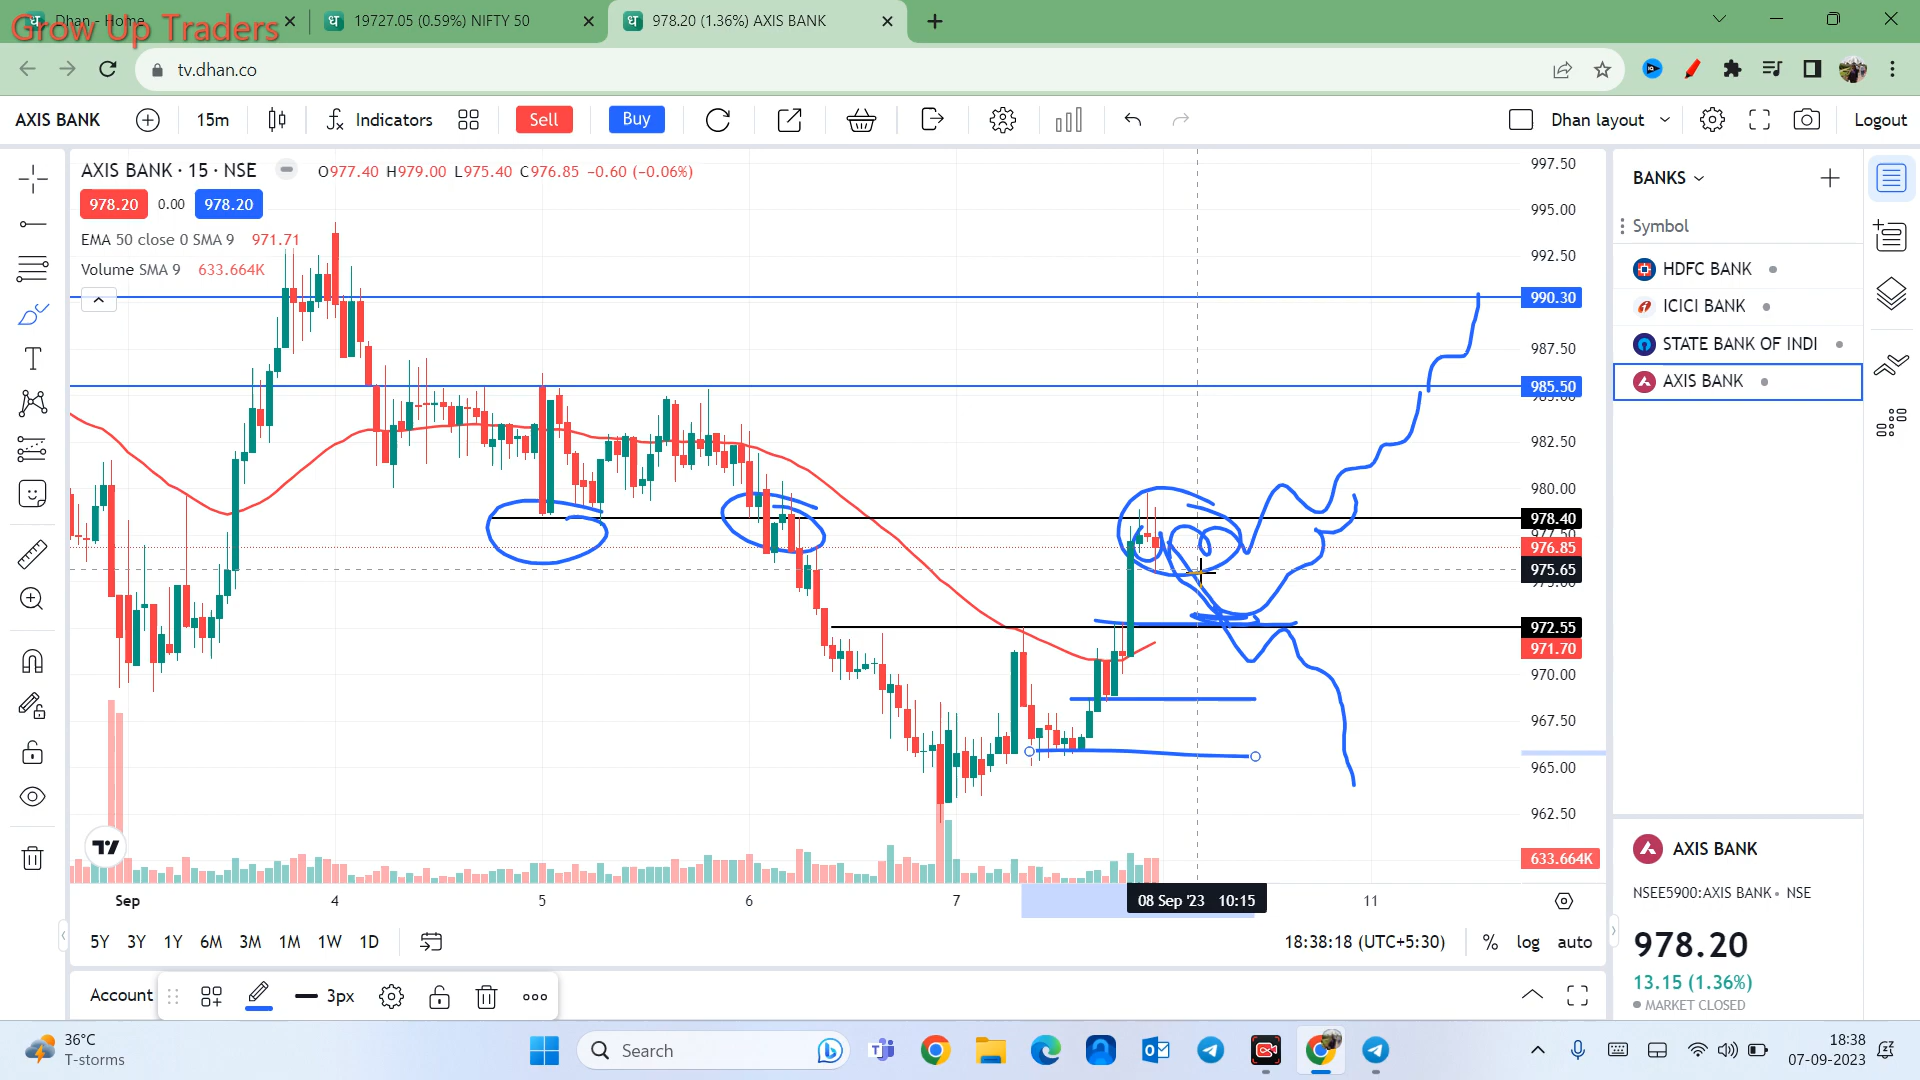 Grow Up Traders
Dhan - Home
19727.05 (0.59%) NIFTY 50
978.20 (1.36%) AXIS BANK
tv.dhan.co
AXIS BANK 15m Indicators Sell Buy Dhan layout Logout
AXIS BANK · 15 · NSE O977.40 H979.00 L975.40 C976.85 −0.60 (−0.06%)
978.20 0.00 978.20
EMA 50 close 0 SMA 9 971.71
Volume SMA 9 633.664K
997.50
995.00
992.50
990.30
987.50
985.50
982.50
980.00
978.40
976.85
975.65
972.55
971.70
970.00
967.50
965.00
962.50
633.664K
Sep 4 5 6 7 08 Sep '23 10:15 11
5Y 3Y 1Y 6M 3M 1M 1W 1D
18:38:18 (UTC+5:30) % log auto
Account 3px
BANKS
Symbol
HDFC BANK
ICICI BANK
STATE BANK OF INDI
AXIS BANK
AXIS BANK
NSEE5900:AXIS BANK • NSE
978.20
13.15 (1.36%)
MARKET CLOSED
36°C
T-storms
Search
18:38
07-09-2023